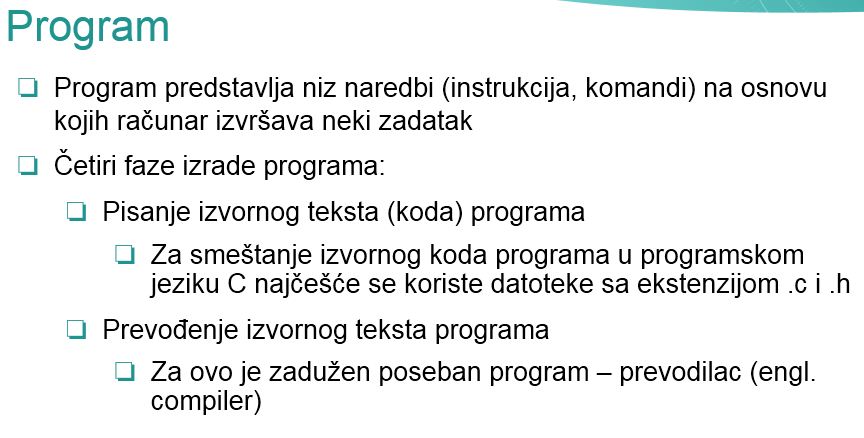 Program
Program predstavlja niz naredbi (instrukcija, komandi) na osnovu
kojih računar izvršava neki zadatak
Četiri faze izrade programa:
Pisanje izvornog teksta (koda) programa
Za smeštanje izvornog koda programa u programskom
jeziku C najčešće se koriste datoteke sa ekstenzijom .c i .h
Prevođenje izvornog teksta programa
Za ovo je zadužen poseban program – prevodilac (engl.
compiler)